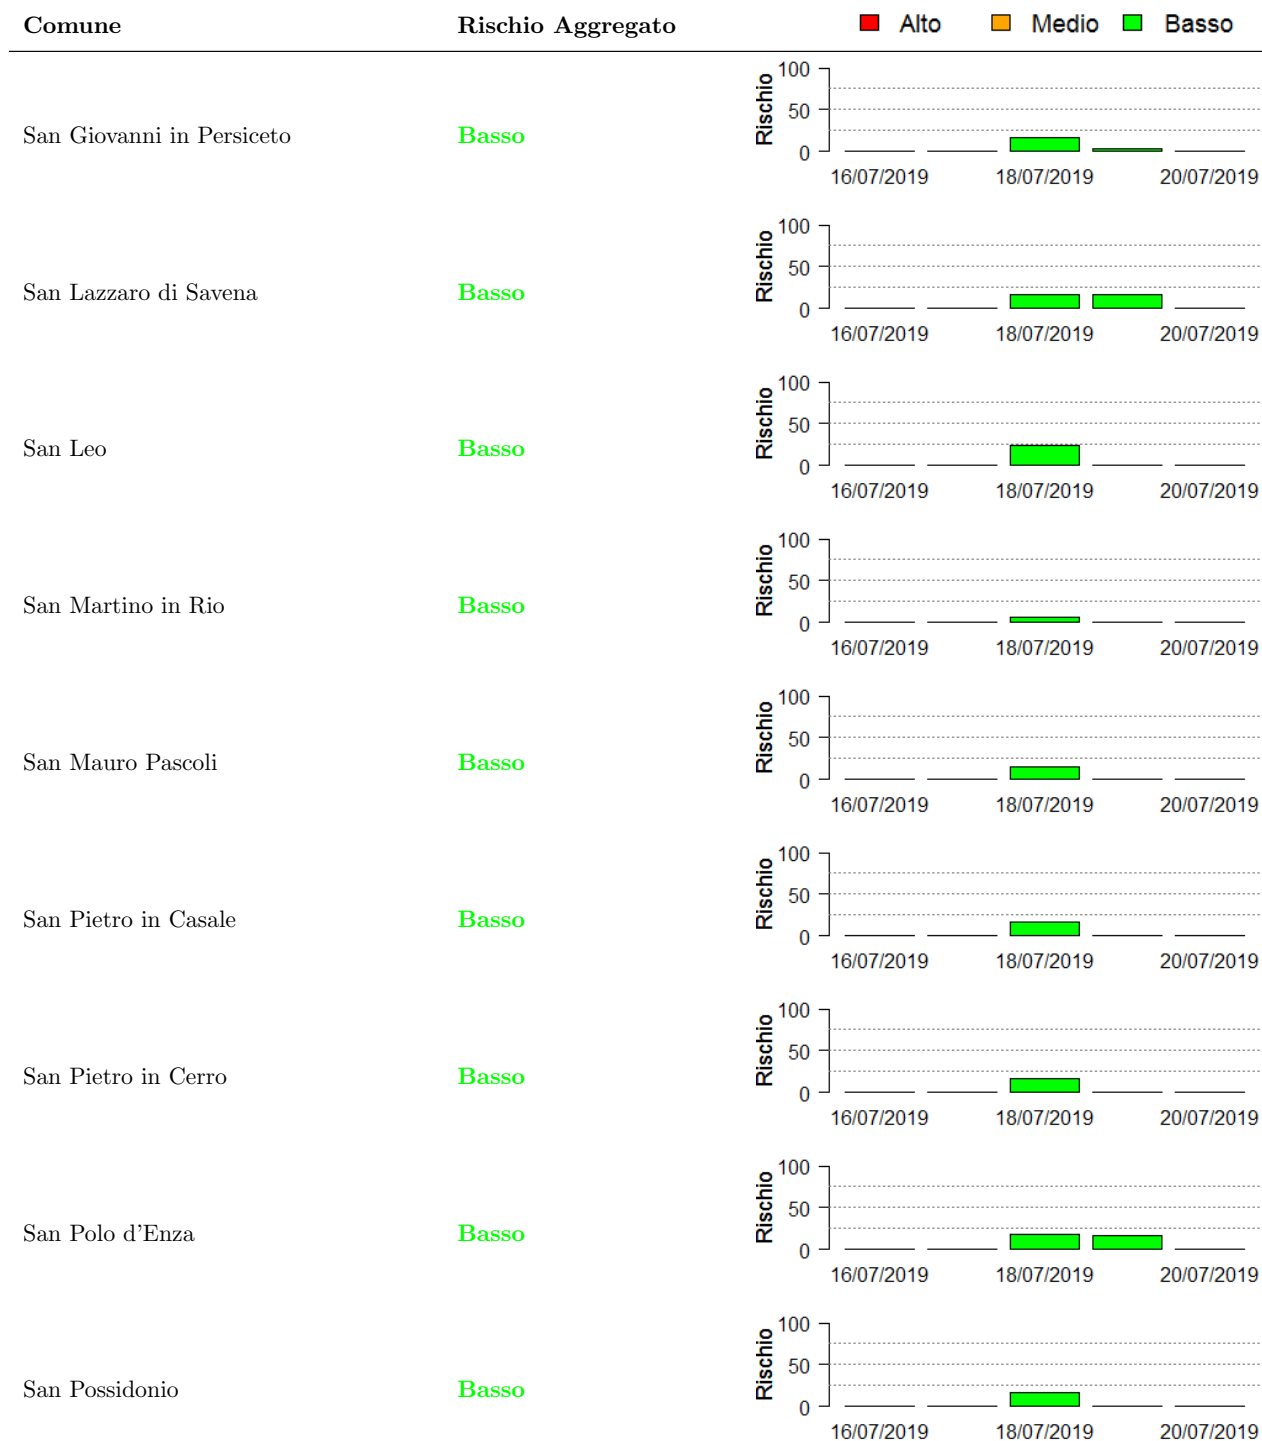 Comune Rischio Aggregato Alto Medio Basso
San Giovanni in Persiceto Basso
Rischio
100
50
0
16/07/2019 18/07/2019 20/07/2019
San Lazzaro di Savena Basso
Rischio
100
50
0
16/07/2019 18/07/2019 20/07/2019
San Leo Basso
Rischio
100
50
0
16/07/2019 18/07/2019 20/07/2019
San Martino in Rio Basso
Rischio
100
50
0
16/07/2019 18/07/2019 20/07/2019
San Mauro Pascoli Basso
Rischio
100
50
0
16/07/2019 18/07/2019 20/07/2019
San Pietro in Casale Basso
Rischio
100
50
0
16/07/2019 18/07/2019 20/07/2019
San Pietro in Cerro Basso
Rischio
100
50
0
16/07/2019 18/07/2019 20/07/2019
San Polo d'Enza Basso
Rischio
100
50
0
16/07/2019 18/07/2019 20/07/2019
San Possidonio Basso
Rischio
100
50
0
16/07/2019 18/07/2019 20/07/2019